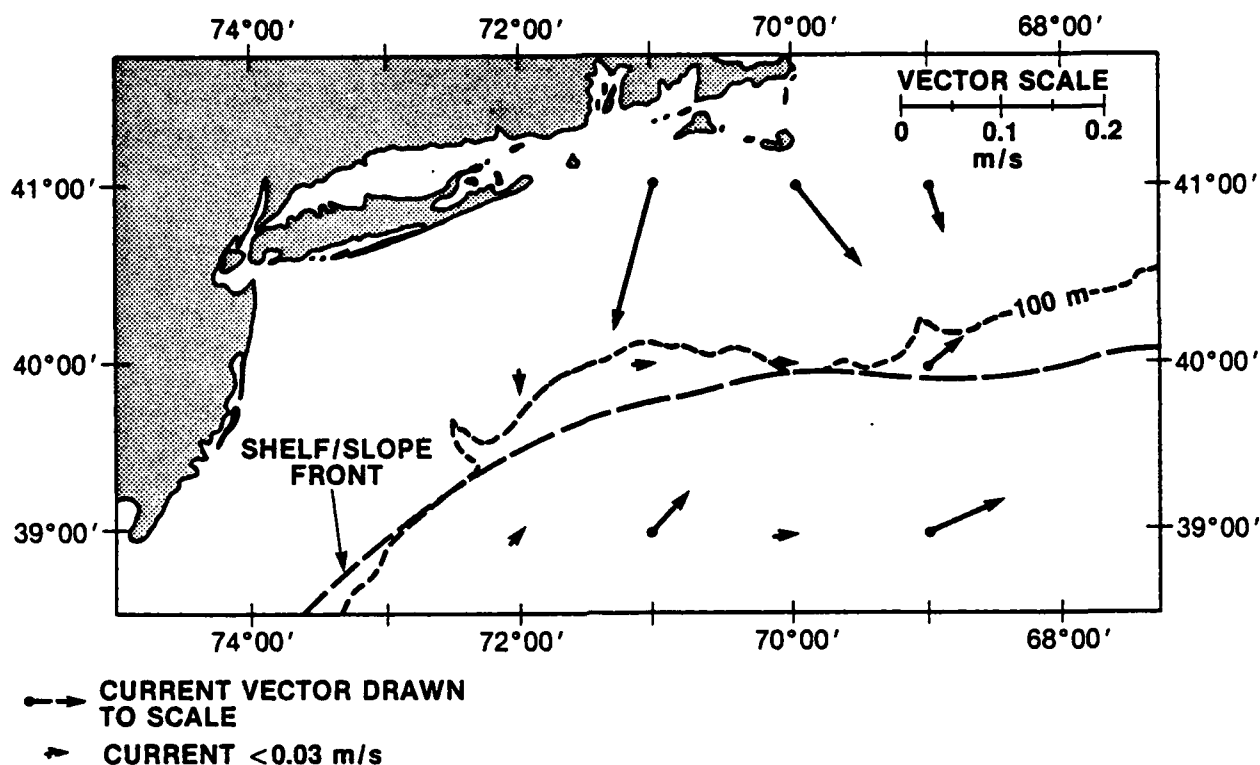 74°00′ 72°00′ 70°00′ 68°00′
VECTOR SCALE
0 0.1 0.2
m/s
41°00′ 41°00′
100 m
40°00′ 40°00′
SHELF/SLOPE
FRONT
39°00′ 39°00′
74°00′ 72°00′ 70°00′ 68°00′
CURRENT VECTOR DRAWN
TO SCALE
CURRENT <0.03 m/s